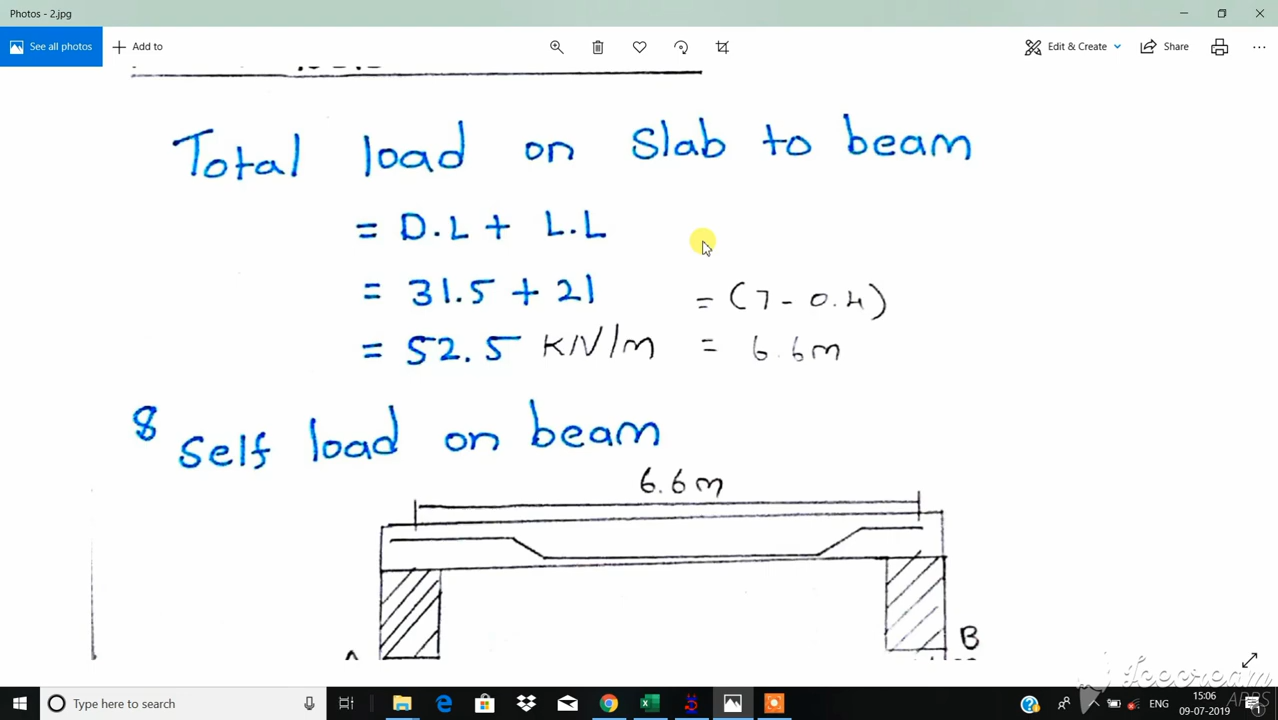 Photos - 2.jpg
See all photos
Add to
Edit & Create
Share
Total load on Slab to beam
= D.L + L.L
= 31.5 + 21
= (7 - 0.4)
= 52.5 KN/m
= 6.6m
8
Self load on beam
6.6m
B
Icecream
APPS
Type here to search
15:06
09-07-2019